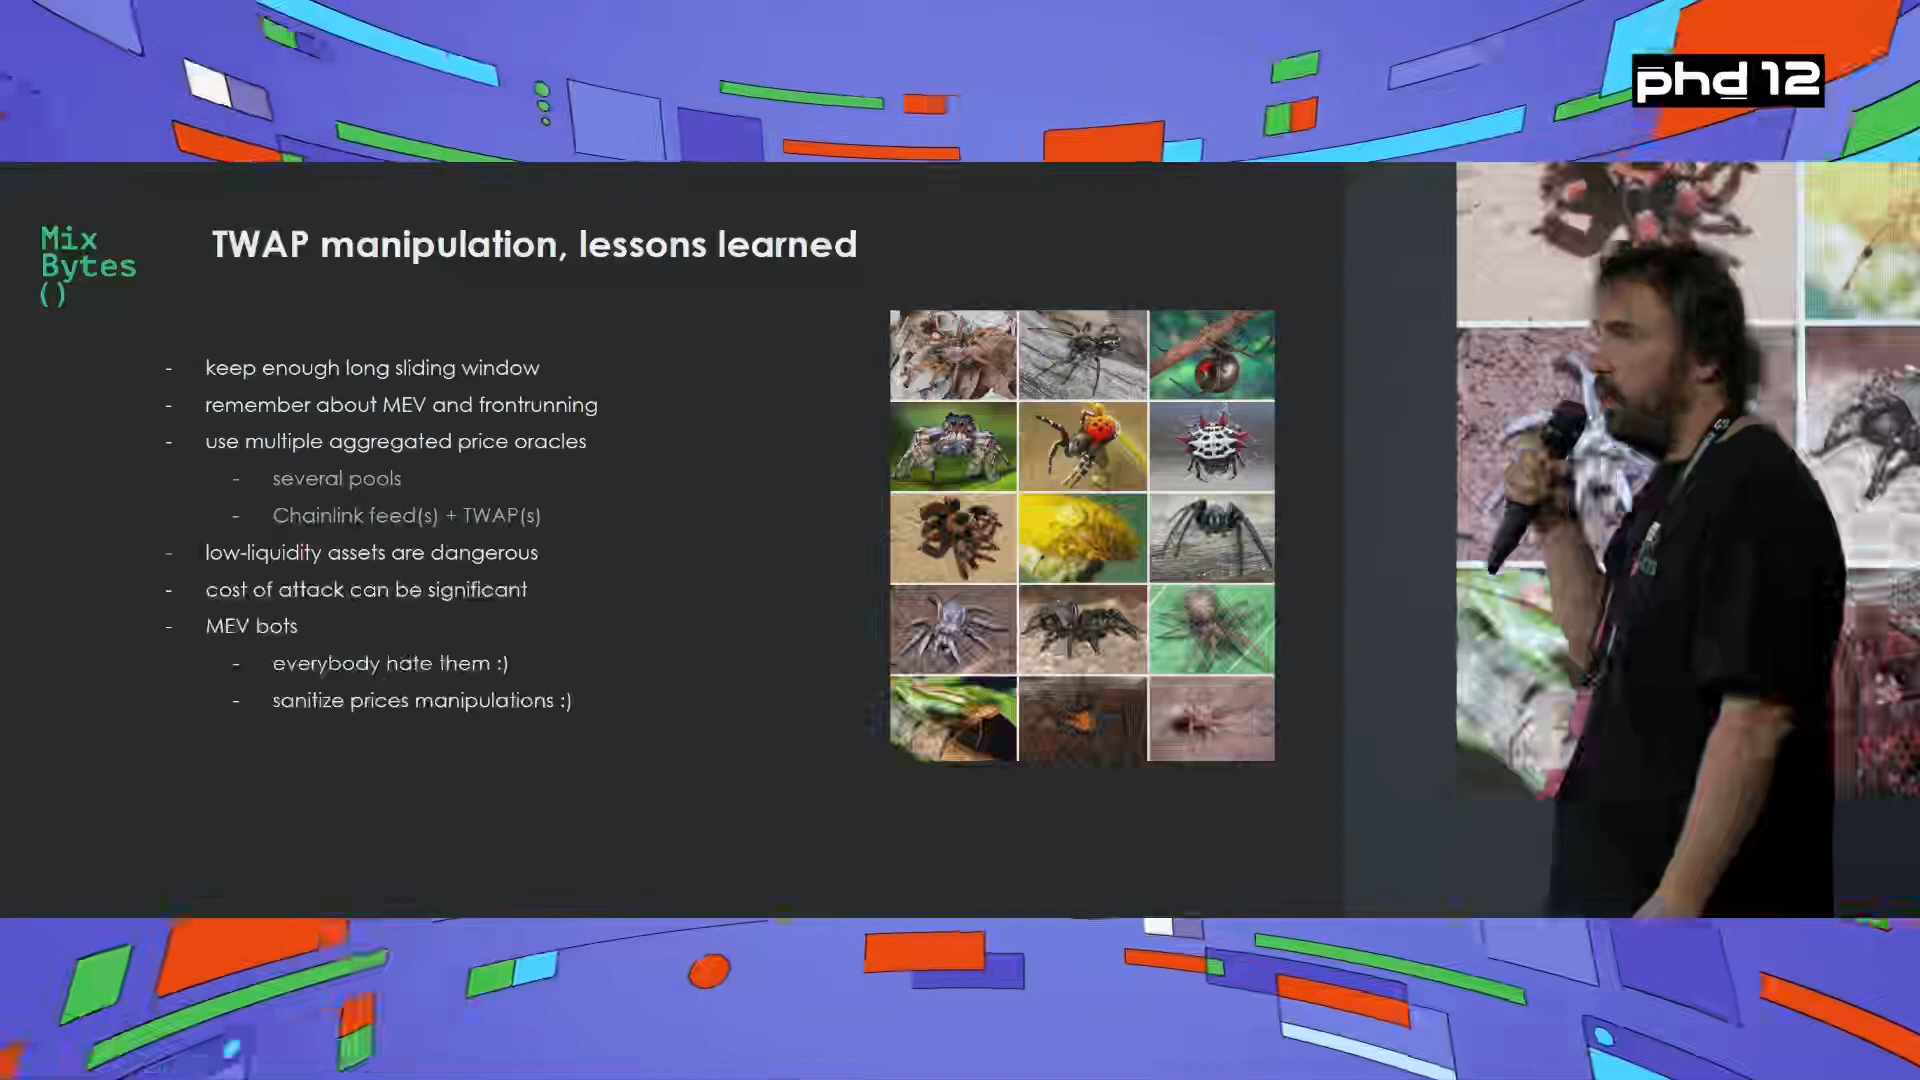 phd 12
Mix
Bytes
()
TWAP manipulation, lessons learned
- keep enough long sliding window
- remember about MEV and frontrunning
- use multiple aggregated price oracles
- several pools
- Chainlink feed(s) + TWAP(s)
- low-liquidity assets are dangerous
- cost of attack can be significant
- MEV bots
- everybody hate them :)
- sanitize prices manipulations :)